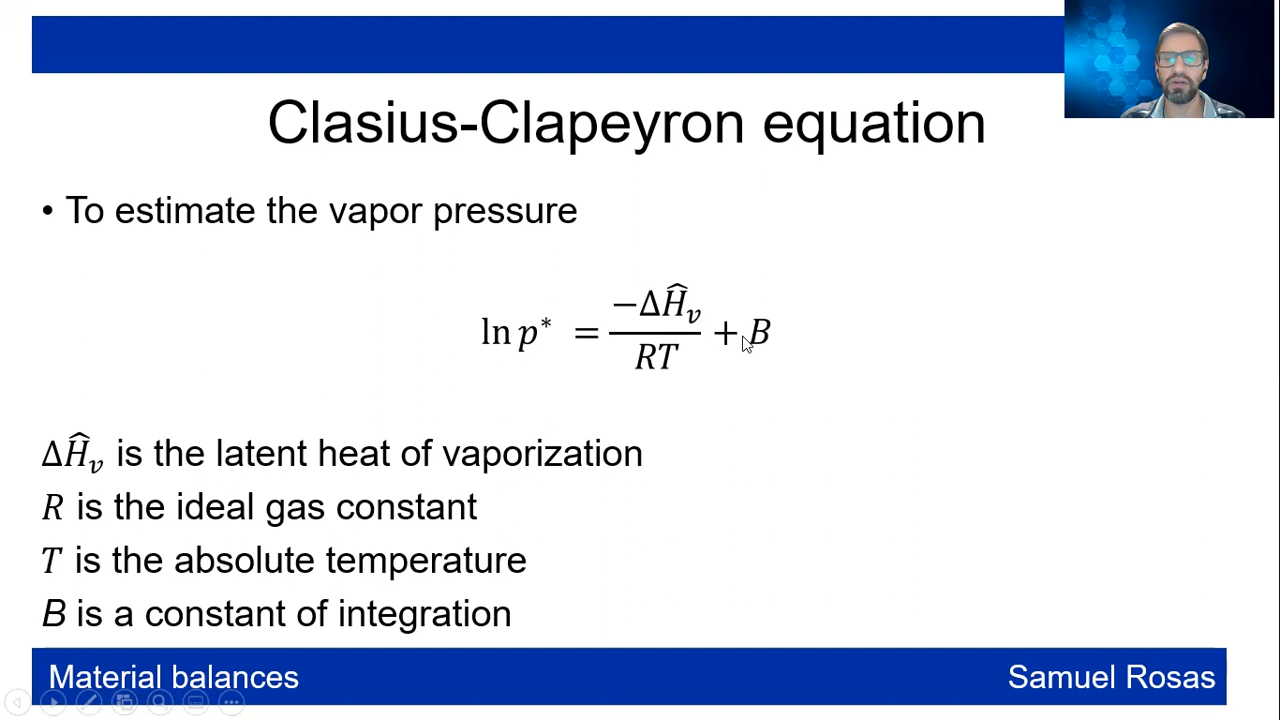 Clasius-Clapeyron equation
• To estimate the vapor pressure
ln p* = −ΔĤᵥ / RT + B
ΔĤᵥ is the latent heat of vaporization
R is the ideal gas constant
T is the absolute temperature
B is a constant of integration
Material balances
Samuel Rosas